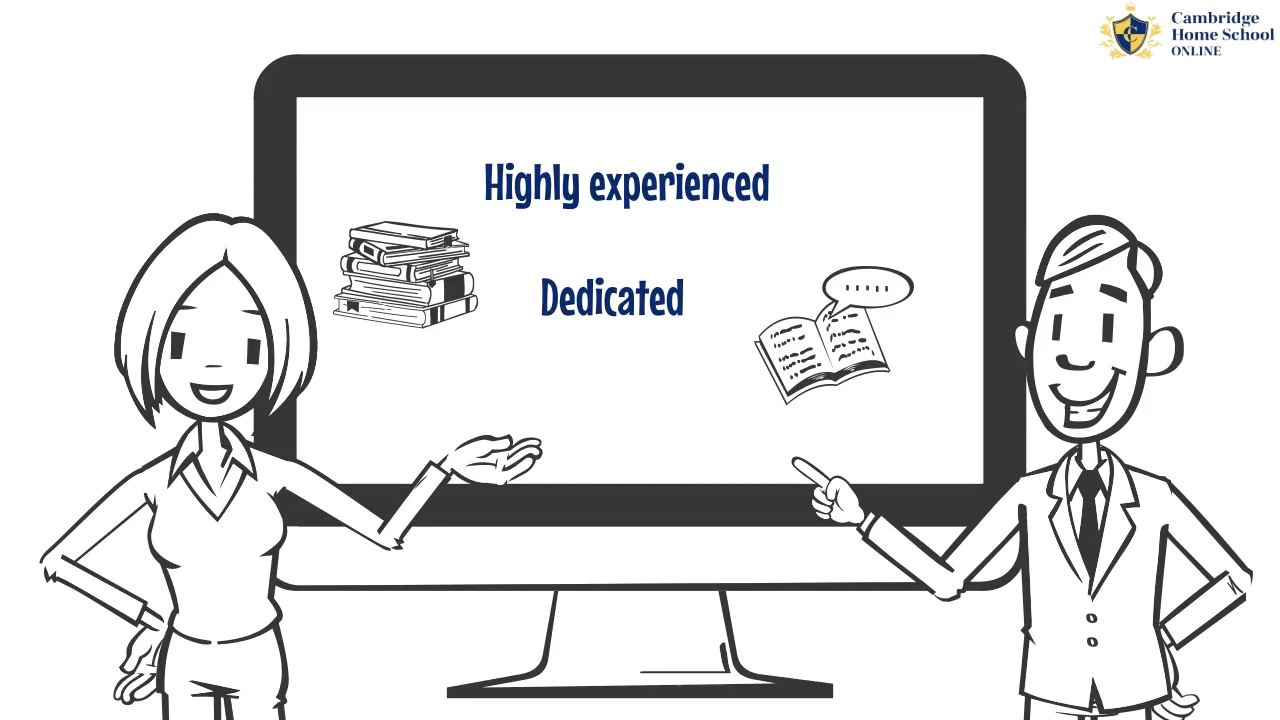 Cambridge
Home School
ONLINE
Highly experienced
Dedicated